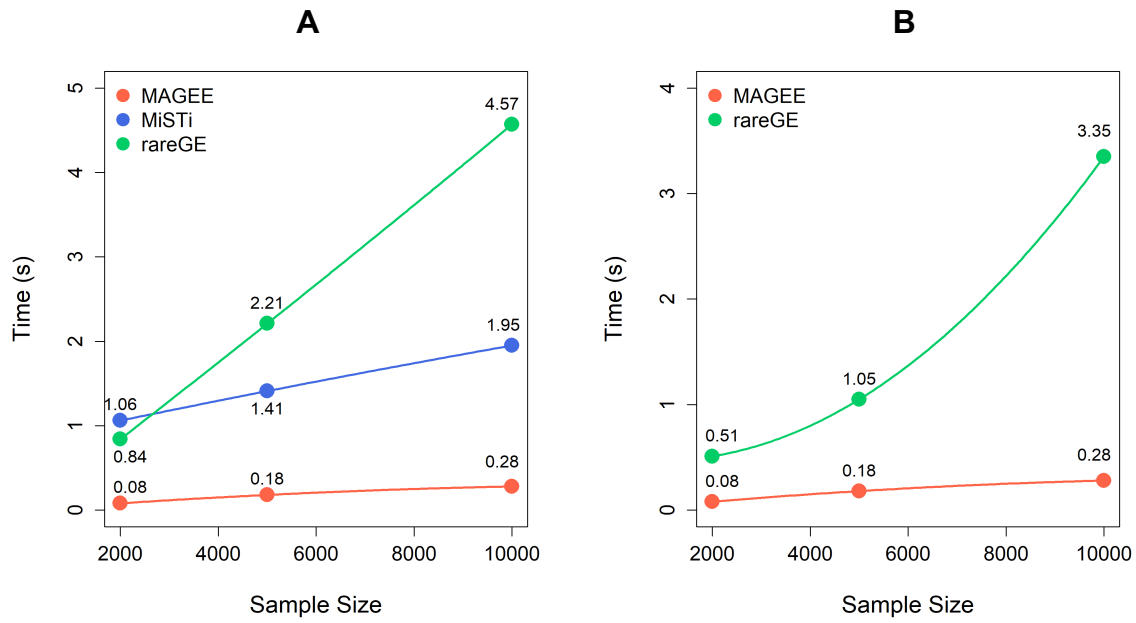 A
5
4
3
2
1
0
Time (s)
MAGEE
MiSTi
rareGE
4.57
2.21
1.95
1.06
1.41
0.84
0.08
0.18
0.28
2000 4000 6000 8000 10000
Sample Size
B
4
3
2
1
0
Time (s)
MAGEE
rareGE
3.35
1.05
0.51
0.08
0.18
0.28
2000 4000 6000 8000 10000
Sample Size